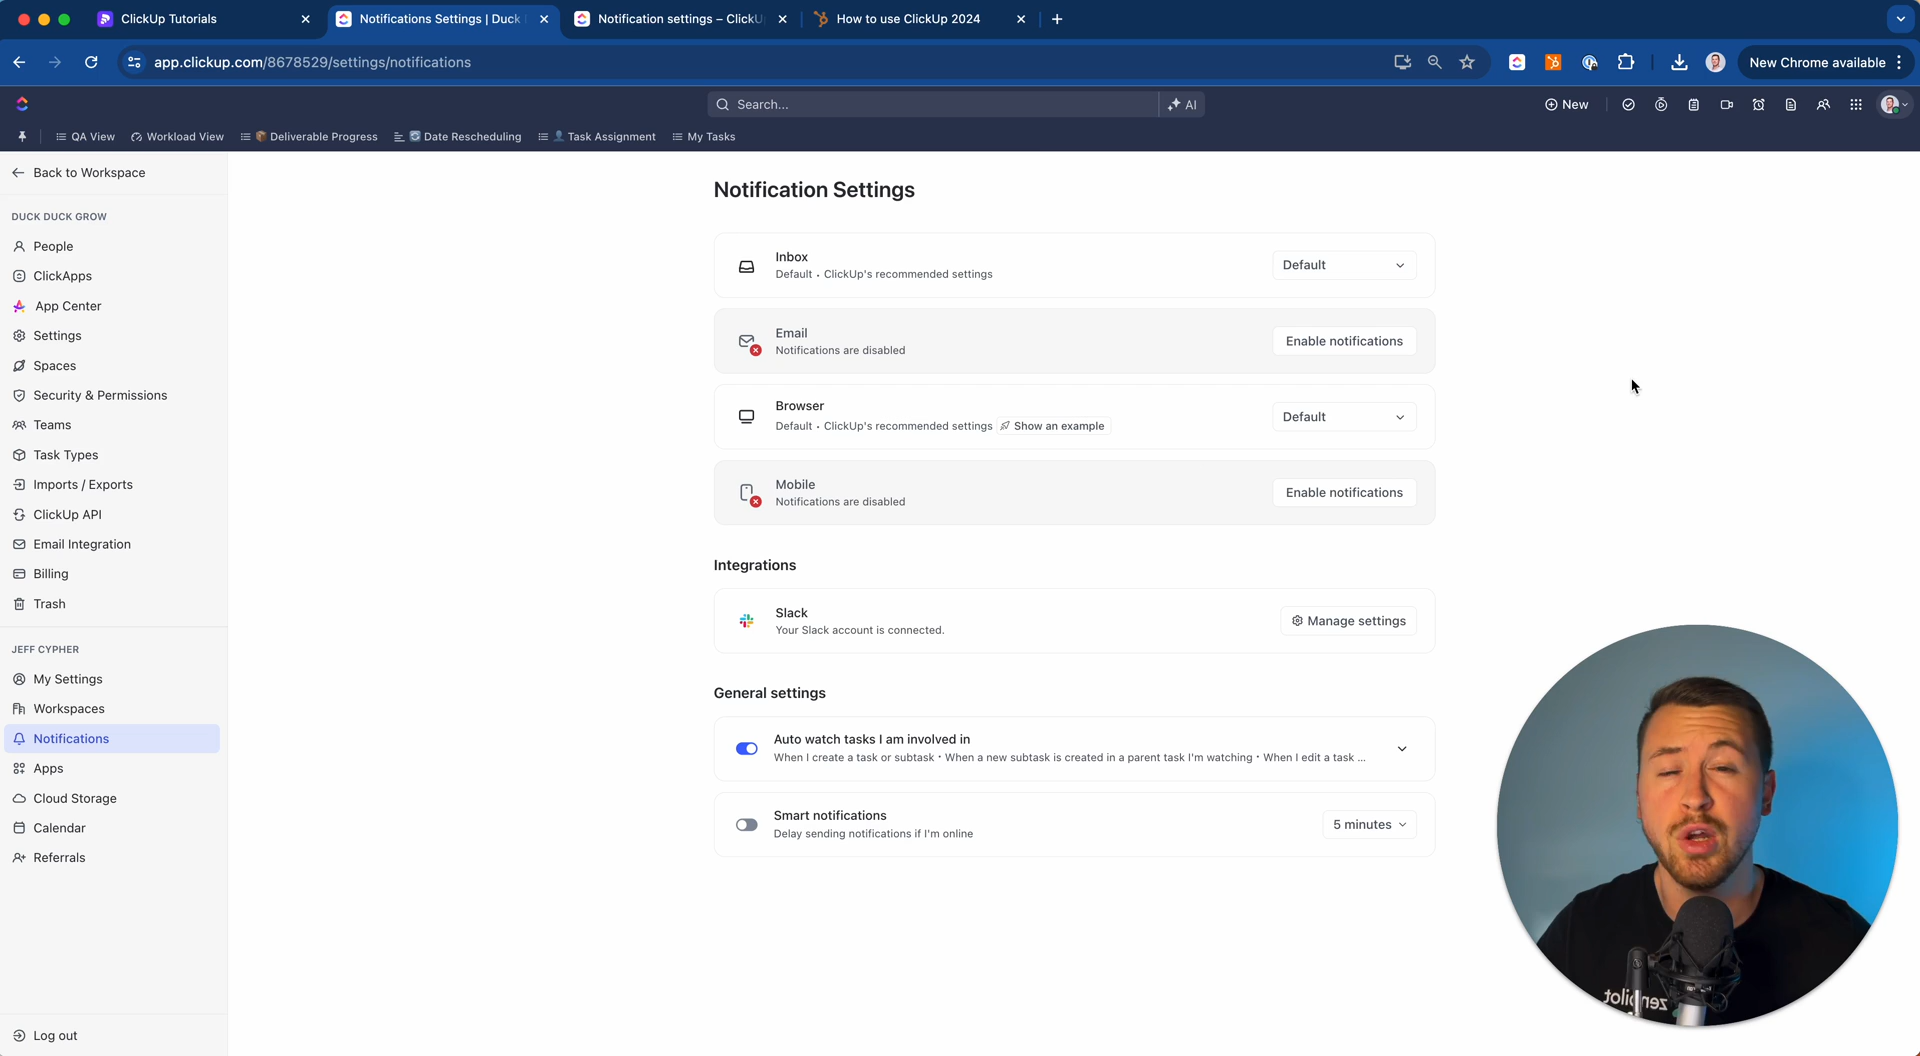 ClickUp Tutorials
Notifications Settings | Duck
Notification settings – ClickU
How to use ClickUp 2024
app.clickup.com/8678529/settings/notifications
New Chrome available
Search...
AI
New
QA View
Workload View
Deliverable Progress
Date Rescheduling
Task Assignment
My Tasks
Back to Workspace
DUCK DUCK GROW
People
ClickApps
App Center
Settings
Spaces
Security & Permissions
Teams
Task Types
Imports / Exports
ClickUp API
Email Integration
Billing
Trash
JEFF CYPHER
My Settings
Workspaces
Notifications
Apps
Cloud Storage
Calendar
Referrals
Log out
Notification Settings
Inbox
Default • ClickUp's recommended settings
Default
Email
Notifications are disabled
Enable notifications
Browser
Default • ClickUp's recommended settings
Show an example
Default
Mobile
Notifications are disabled
Enable notifications
Integrations
Slack
Your Slack account is connected.
Manage settings
General settings
Auto watch tasks I am involved in
When I create a task or subtask • When a new subtask is created in a parent task I'm watching • When I edit a task ...
Smart notifications
Delay sending notifications if I'm online
5 minutes
zenpilot